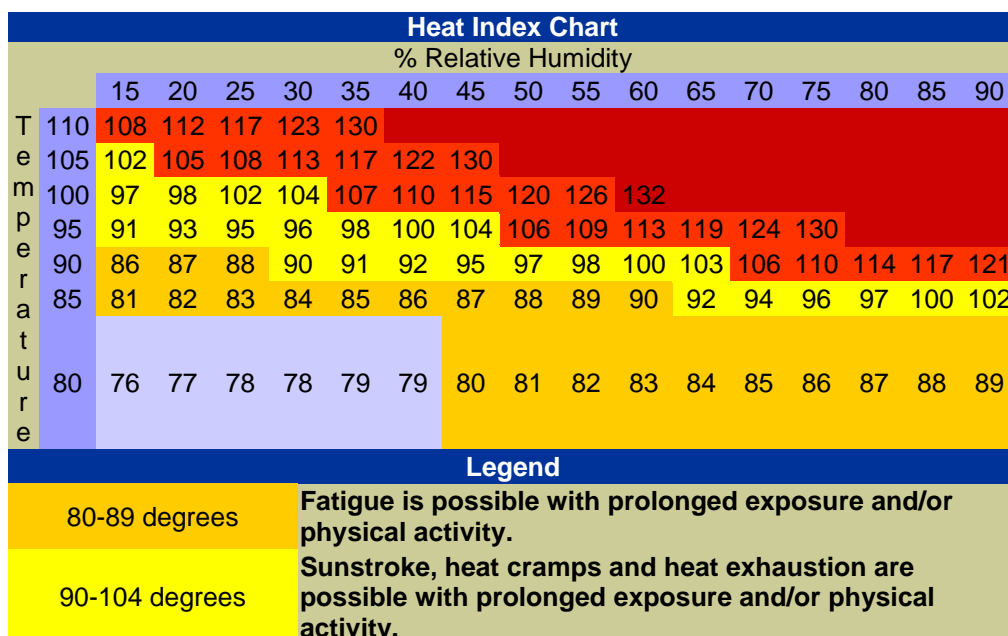 Heat Index Chart
% Relative Humidity
15 20 25 30 35 40 45 50 55 60 65 70 75 80 85 90
Temperature
110 108 112 117 123 130
105 102 105 108 113 117 122 130
100 97 98 102 104 107 110 115 120 126 132
95 91 93 95 96 98 100 104 106 109 113 119 124 130
90 86 87 88 90 91 92 95 97 98 100 103 106 110 114 117 121
85 81 82 83 84 85 86 87 88 89 90 92 94 96 97 100 102
80 76 77 78 78 79 79 80 81 82 83 84 85 86 87 88 89
Legend
80-89 degrees
Fatigue is possible with prolonged exposure and/or
physical activity.
90-104 degrees
Sunstroke, heat cramps and heat exhaustion are
possible with prolonged exposure and/or physical
activity.